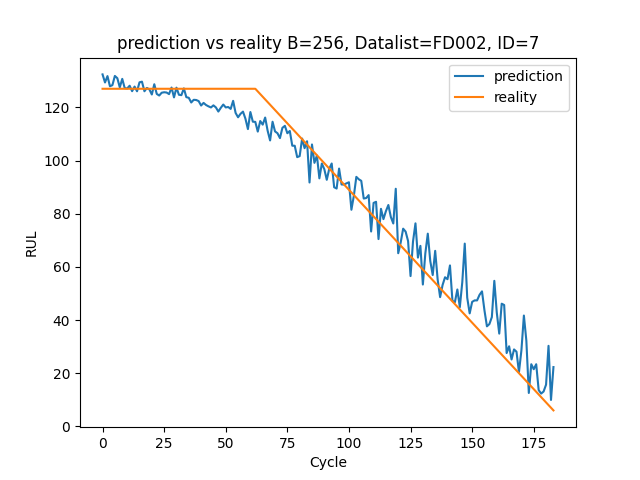 prediction vs reality B=256, Datalist=FD002, ID=7
prediction
reality
RUL
120
100
80
60
40
20
0
0 25 50 75 100 125 150 175
Cycle